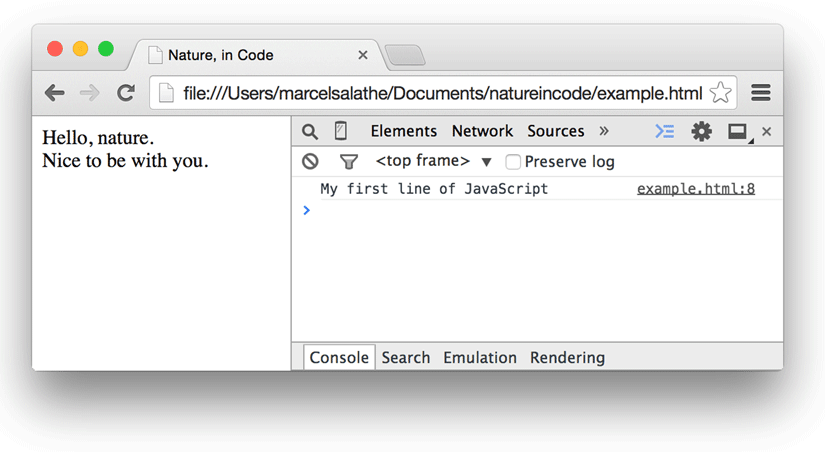 Nature, in Code
file:///Users/marcelsalathe/Documents/natureincode/example.html
Hello, nature.
Nice to be with you.
Elements Network Sources »
<top frame> ▼ Preserve log
My first line of JavaScript example.html:8
>
Console Search Emulation Rendering